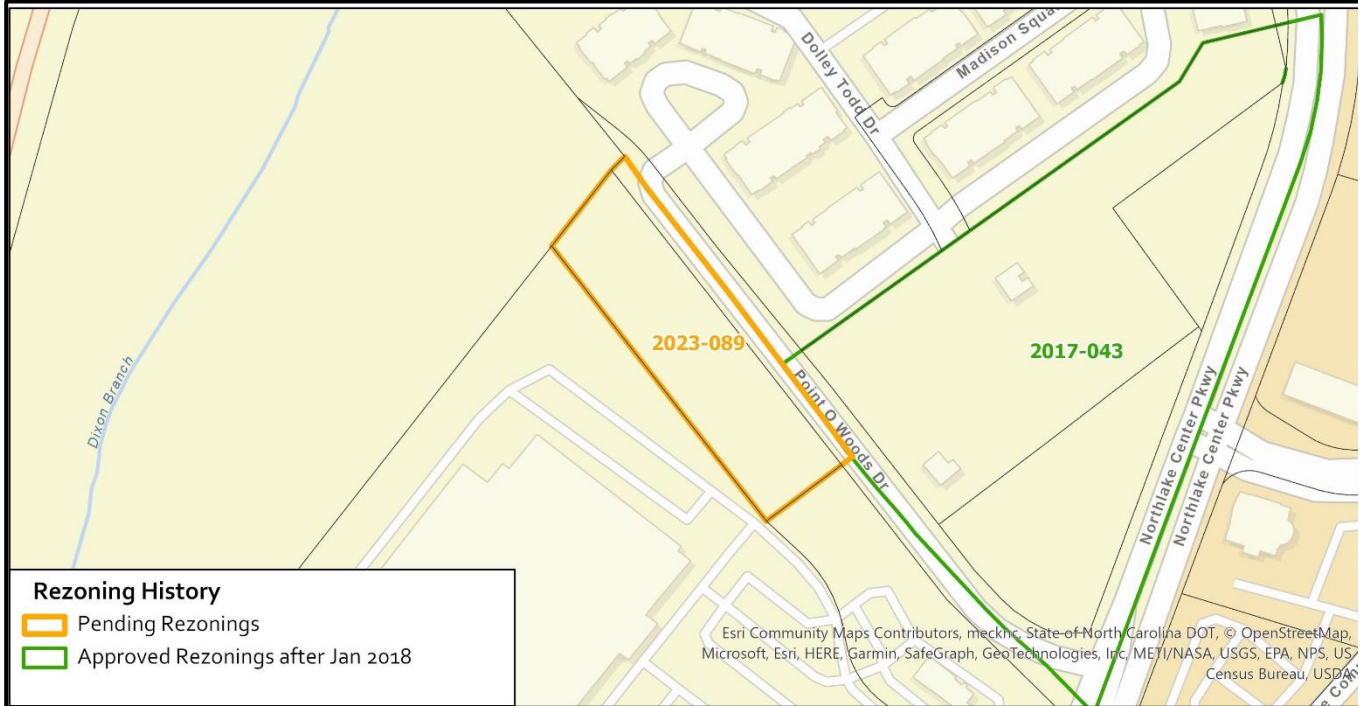 Dolley Todd Dr
Madison Squa
2023-089
2017-043
Dixon Branch
Point O Woods Dr
Northlake Center Pkwy
Northlake Center Pkwy
Rezoning History
Pending Rezonings
Approved Rezonings after Jan 2018
Esri Community Maps Contributors, mecknc, State of North Carolina DOT, © OpenStreetMap,
Microsoft, Esri, HERE, Garmin, SafeGraph, GeoTechnologies, Inc, METI/NASA, USGS, EPA, NPS, US
Census Bureau, USDA
e Com